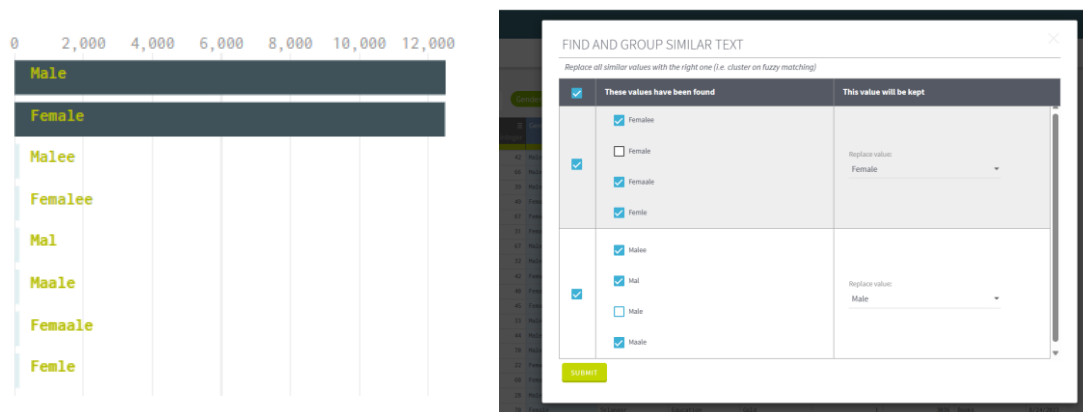 0 2,000 4,000 6,000 8,000 10,000 12,000
Male
Female
Malee
Femalee
Mal
Maale
Femaale
Femle
FIND AND GROUP SIMILAR TEXT
Replace all similar values with the right one (i.e. cluster on fuzzy matching)
These values have been found This value will be kept
Femalee
Female
Femaale
Femle
Replace value:
Female
Malee
Mal
Male
Maale
Replace value:
Male
SUBMIT